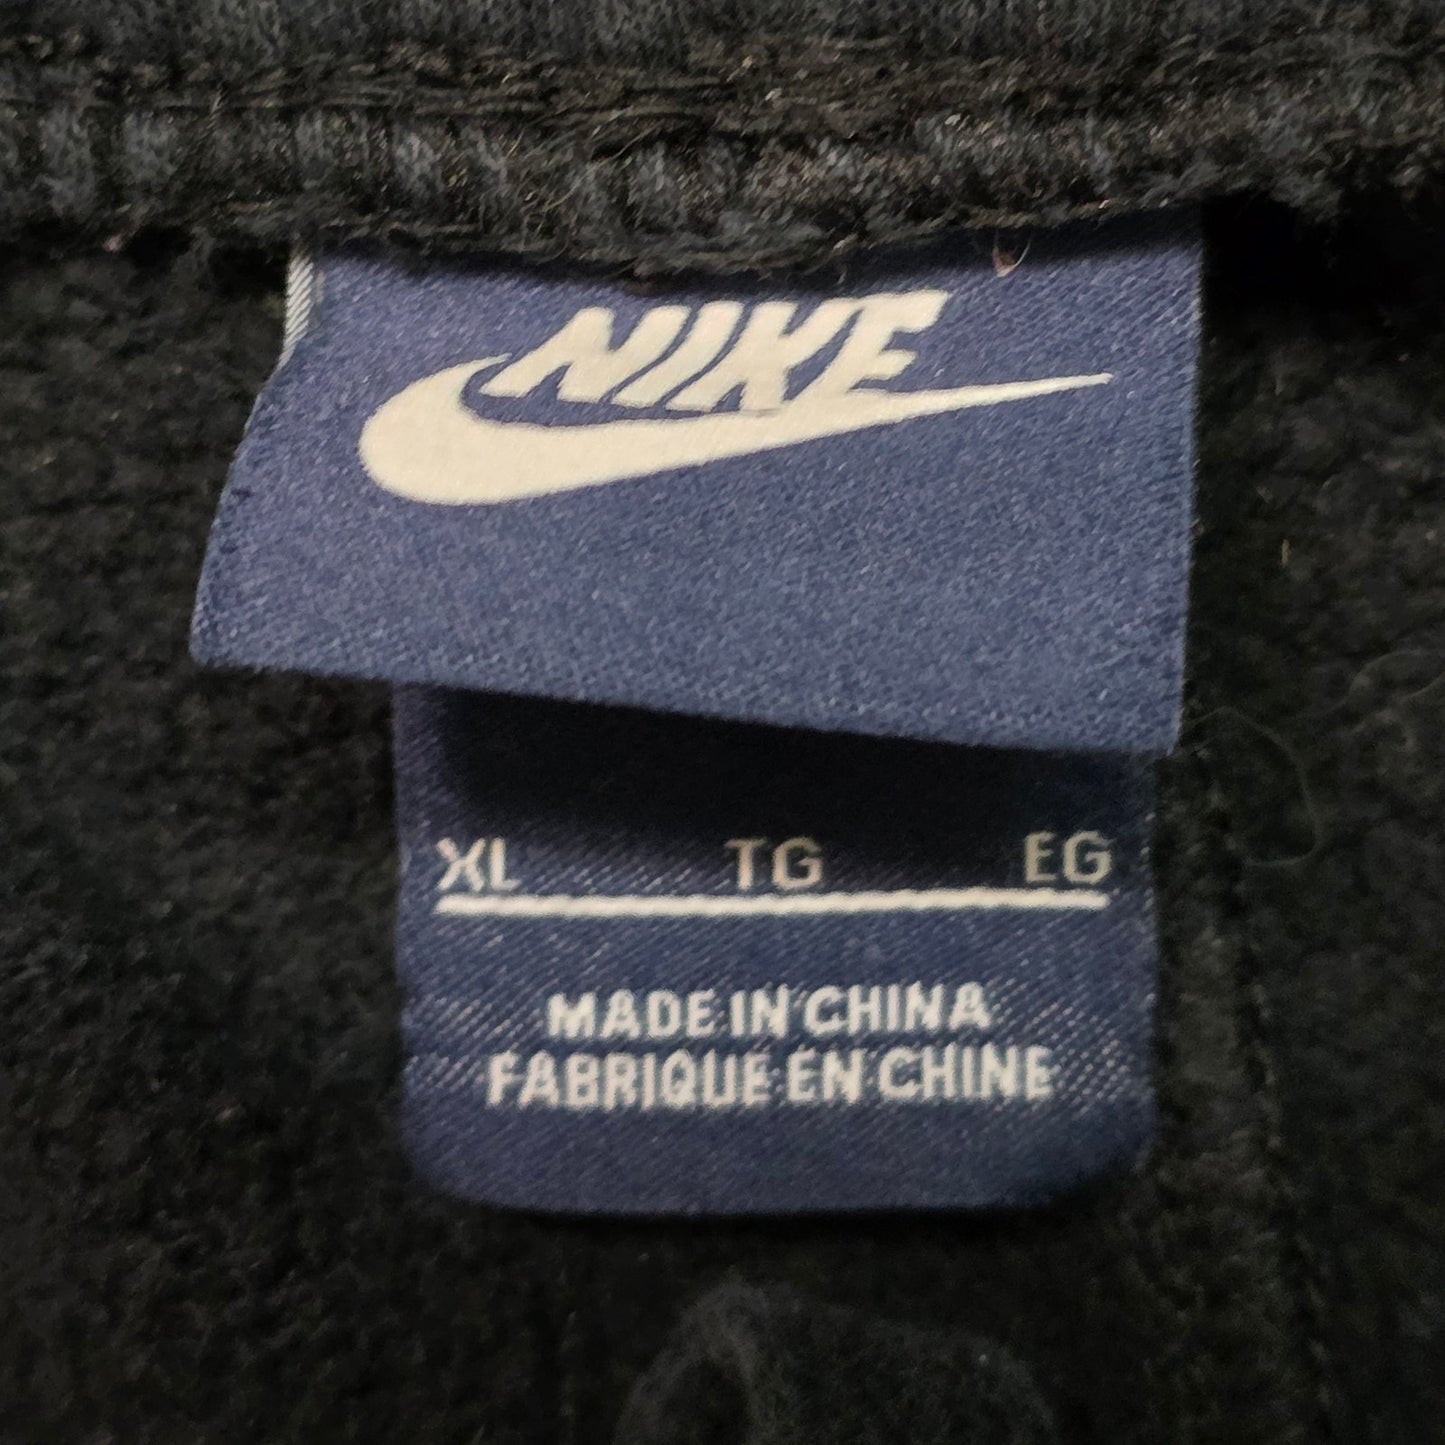 NIKE
XL TG EG
MADE IN CHINA
FABRIQUE EN CHINE